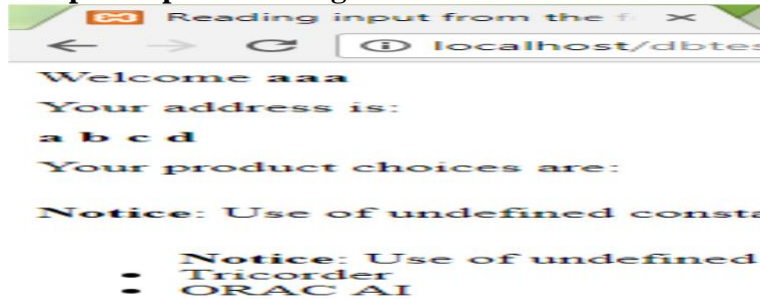 Reading input from the f
localhost/dbtes
Welcome aaa
Your address is:
a b c d
Your product choices are:
Notice: Use of undefined consta
Notice: Use of undefined
Tricorder
ORAC AI